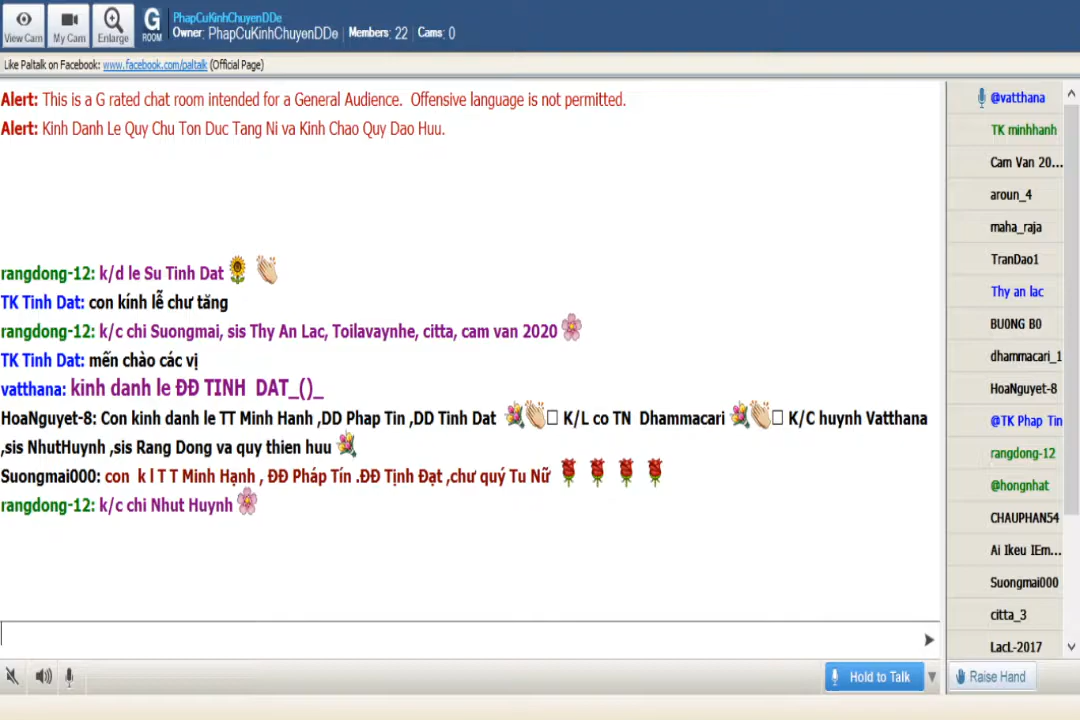 View Cam
My Cam
Enlarge
G
ROOM
PhapCuKinhChuyenDDe
Owner: PhapCuKinhChuyenDDe | Members: 22 | Cams: 0
Like Paltalk on Facebook: www.facebook.com/paltalk (Official Page)
Alert: This is a G rated chat room intended for a General Audience. Offensive language is not permitted.
Alert: Kinh Danh Le Quy Chu Ton Duc Tang Ni va Kinh Chao Quy Dao Huu.
rangdong-12: k/d le Su Tinh Dat
TK Tinh Dat: con kính lễ chư tăng
rangdong-12: k/c chi Suongmai, sis Thy An Lac, Toilavaynhe, citta, cam van 2020
TK Tinh Dat: mến chào các vị
vatthana: kinh danh le ĐĐ TINH DAT_()_
HoaNguyet-8: Con kinh danh le TT Minh Hanh ,DD Phap Tin ,DD Tinh Dat K/L co TN Dhammacari K/C huynh Vatthana
,sis NhutHuynh ,sis Rang Dong va quy thien huu
Suongmai000: con k l T T Minh Hạnh , ĐĐ Pháp Tín .ĐĐ Tịnh Đạt ,chư quý Tu Nữ
rangdong-12: k/c chi Nhut Huynh
@vatthana
TK minhhanh
Cam Van 20...
aroun_4
maha_raja
TranDao1
Thy an lac
BU0NG B0
dhammacari_1
HoaNguyet-8
@TK Phap Tin
rangdong-12
@hongnhat
CHAUPHAN54
Ai Ikeu IEm...
Suongmai000
citta_3
LacL-2017
Hold to Talk
Raise Hand